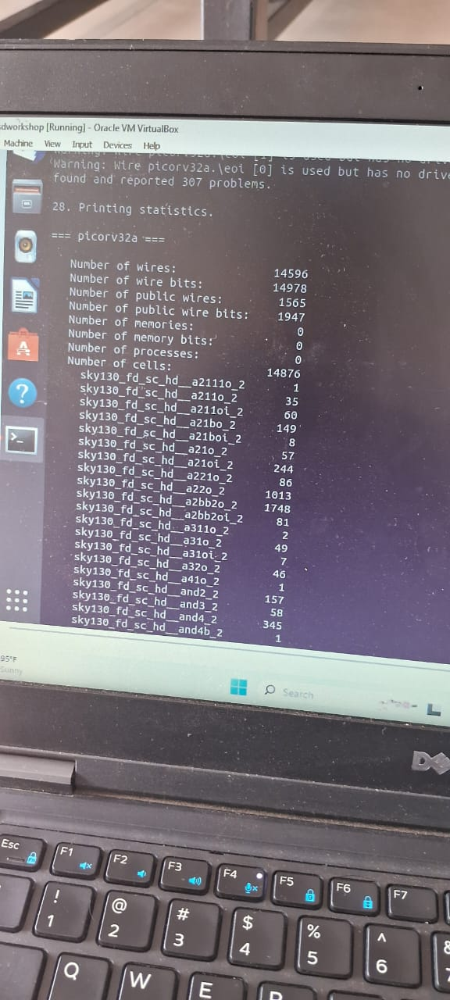 sdworkshop [Running] - Oracle VM VirtualBox
Machine View Input Devices Help
Warning: Wire picorv32a.\eoi [0] is used but has no drive
found and reported 307 problems.
28. Printing statistics.
=== picorv32a ===
Number of wires: 14596
Number of wire bits: 14978
Number of public wires: 1565
Number of public wire bits: 1947
Number of memories: 0
Number of memory bits: 0
Number of processes: 0
Number of cells: 14876
sky130_fd_sc_hd__a2111o_2 1
sky130_fd_sc_hd__a211o_2 35
sky130_fd_sc_hd__a211oi_2 60
sky130_fd_sc_hd__a21bo_2 149
sky130_fd_sc_hd__a21boi_2 8
sky130_fd_sc_hd__a21o_2 57
sky130_fd_sc_hd__a21oi_2 244
sky130_fd_sc_hd__a221o_2 86
sky130_fd_sc_hd__a22o_2 1013
sky130_fd_sc_hd__a2bb2o_2 1748
sky130_fd_sc_hd__a2bb2oi_2 81
sky130_fd_sc_hd__a311o_2 2
sky130_fd_sc_hd__a31o_2 49
sky130_fd_sc_hd__a31oi_2 7
sky130_fd_sc_hd__a32o_2 46
sky130_fd_sc_hd__a41o_2 1
sky130_fd_sc_hd__and2_2 157
sky130_fd_sc_hd__and3_2 58
sky130_fd_sc_hd__and4_2 345
sky130_fd_sc_hd__and4b_2 1
95°F
Sunny
Search
DELL
Esc F1 F2 F3 F4 F5 F6 F7
! @ # $ % ^ &
1 2 3 4 5 6 7
Q W E R